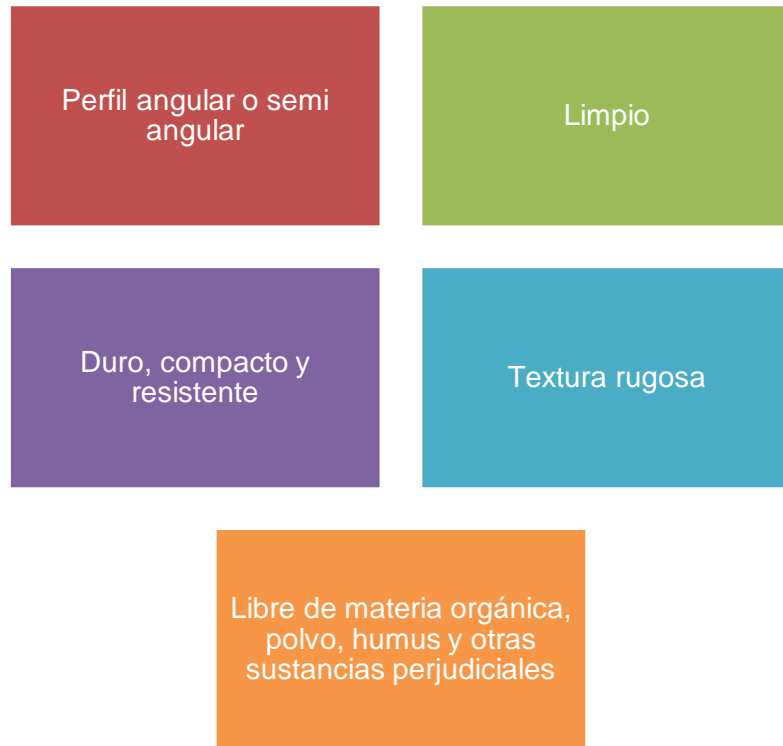 Perfil angular o semi
angular
Limpio
Duro, compacto y
resistente
Textura rugosa
Libre de materia orgánica,
polvo, humus y otras
sustancias perjudiciales